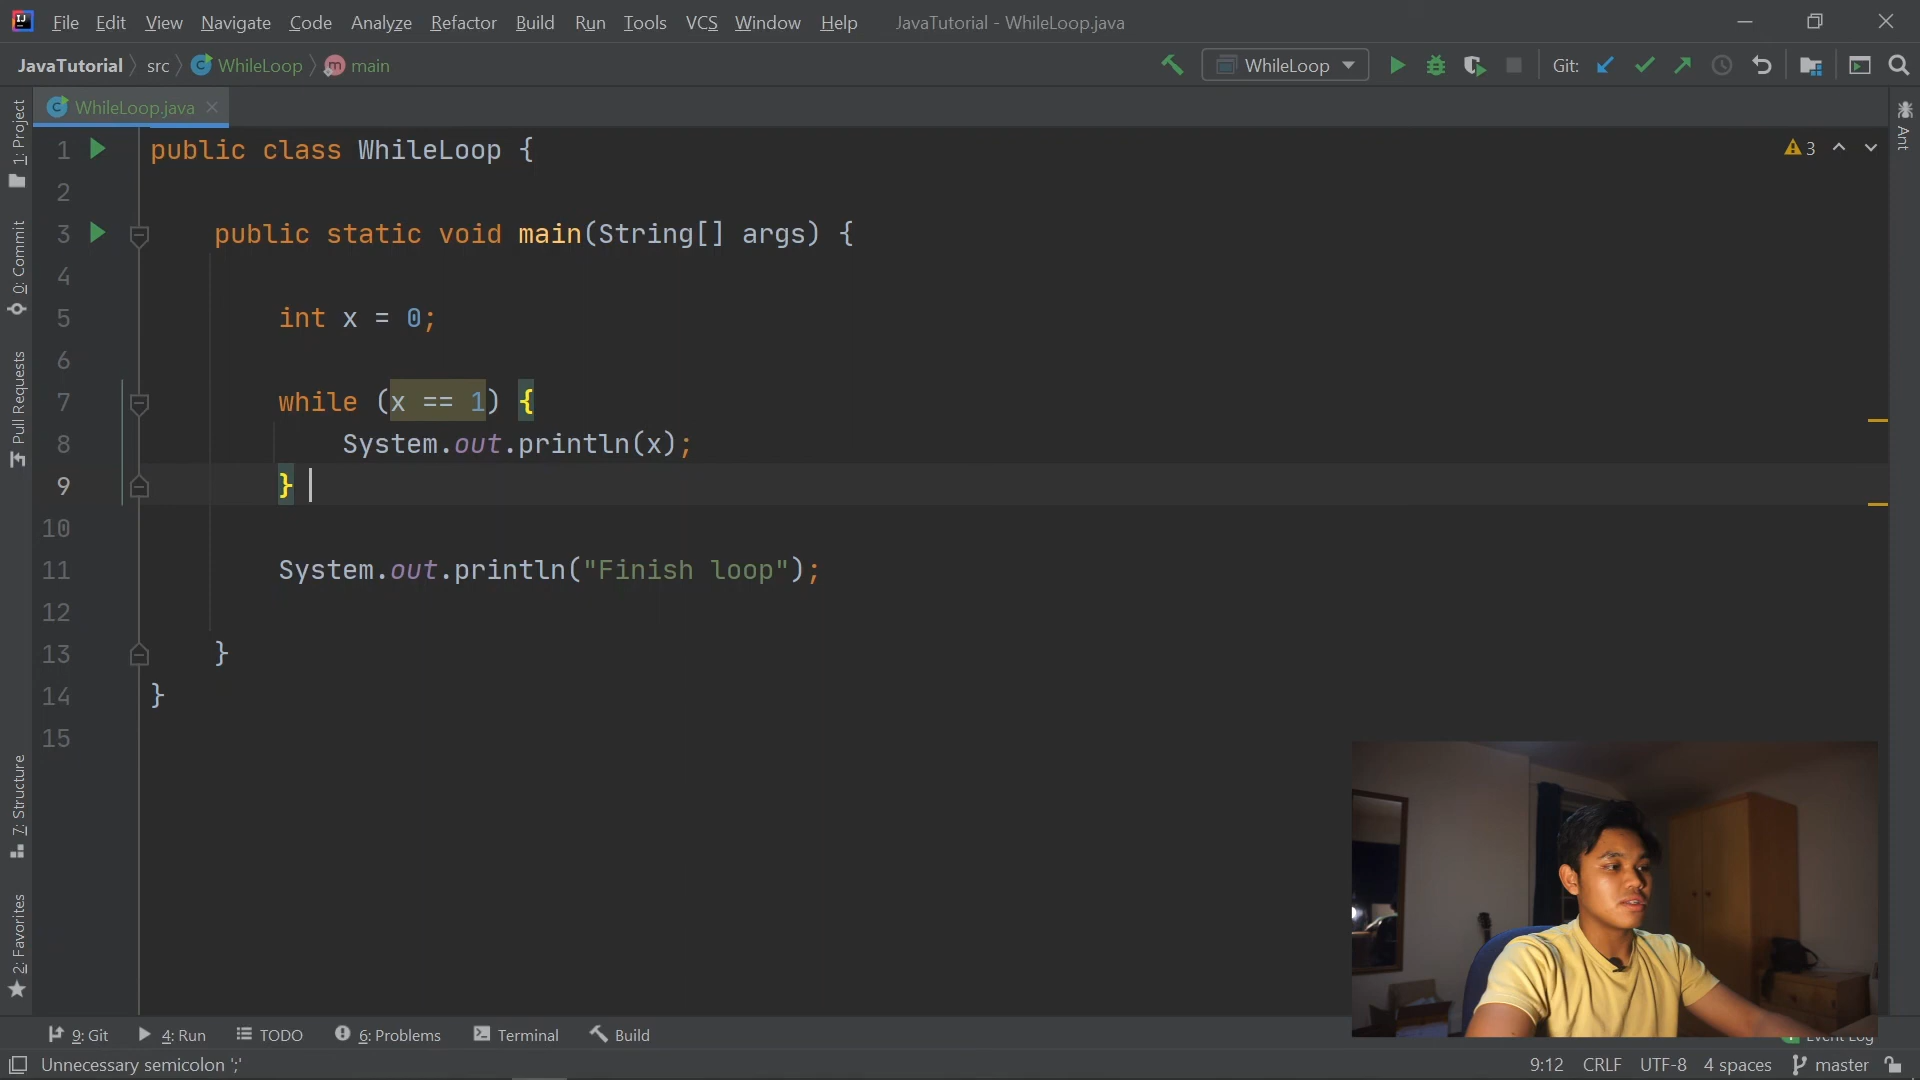 File Edit View Navigate Code Analyze Refactor Build Run Tools VCS Window Help JavaTutorial - WhileLoop.java
JavaTutorial src WhileLoop main WhileLoop Git:
WhileLoop.java
1 public class WhileLoop { 3
2
3 public static void main(String[] args) {
4
5 int x = 0;
6
7 while (x == 1) {
8 System.out.println(x);
9 }
10
11 System.out.println("Finish loop");
12
13 }
14 }
15
1: Project
0: Commit
Pull Requests
7: Structure
2: Favorites
Ant
9: Git 4: Run TODO 6: Problems Terminal Build Event Log
Unnecessary semicolon ';' 9:12 CRLF UTF-8 4 spaces master